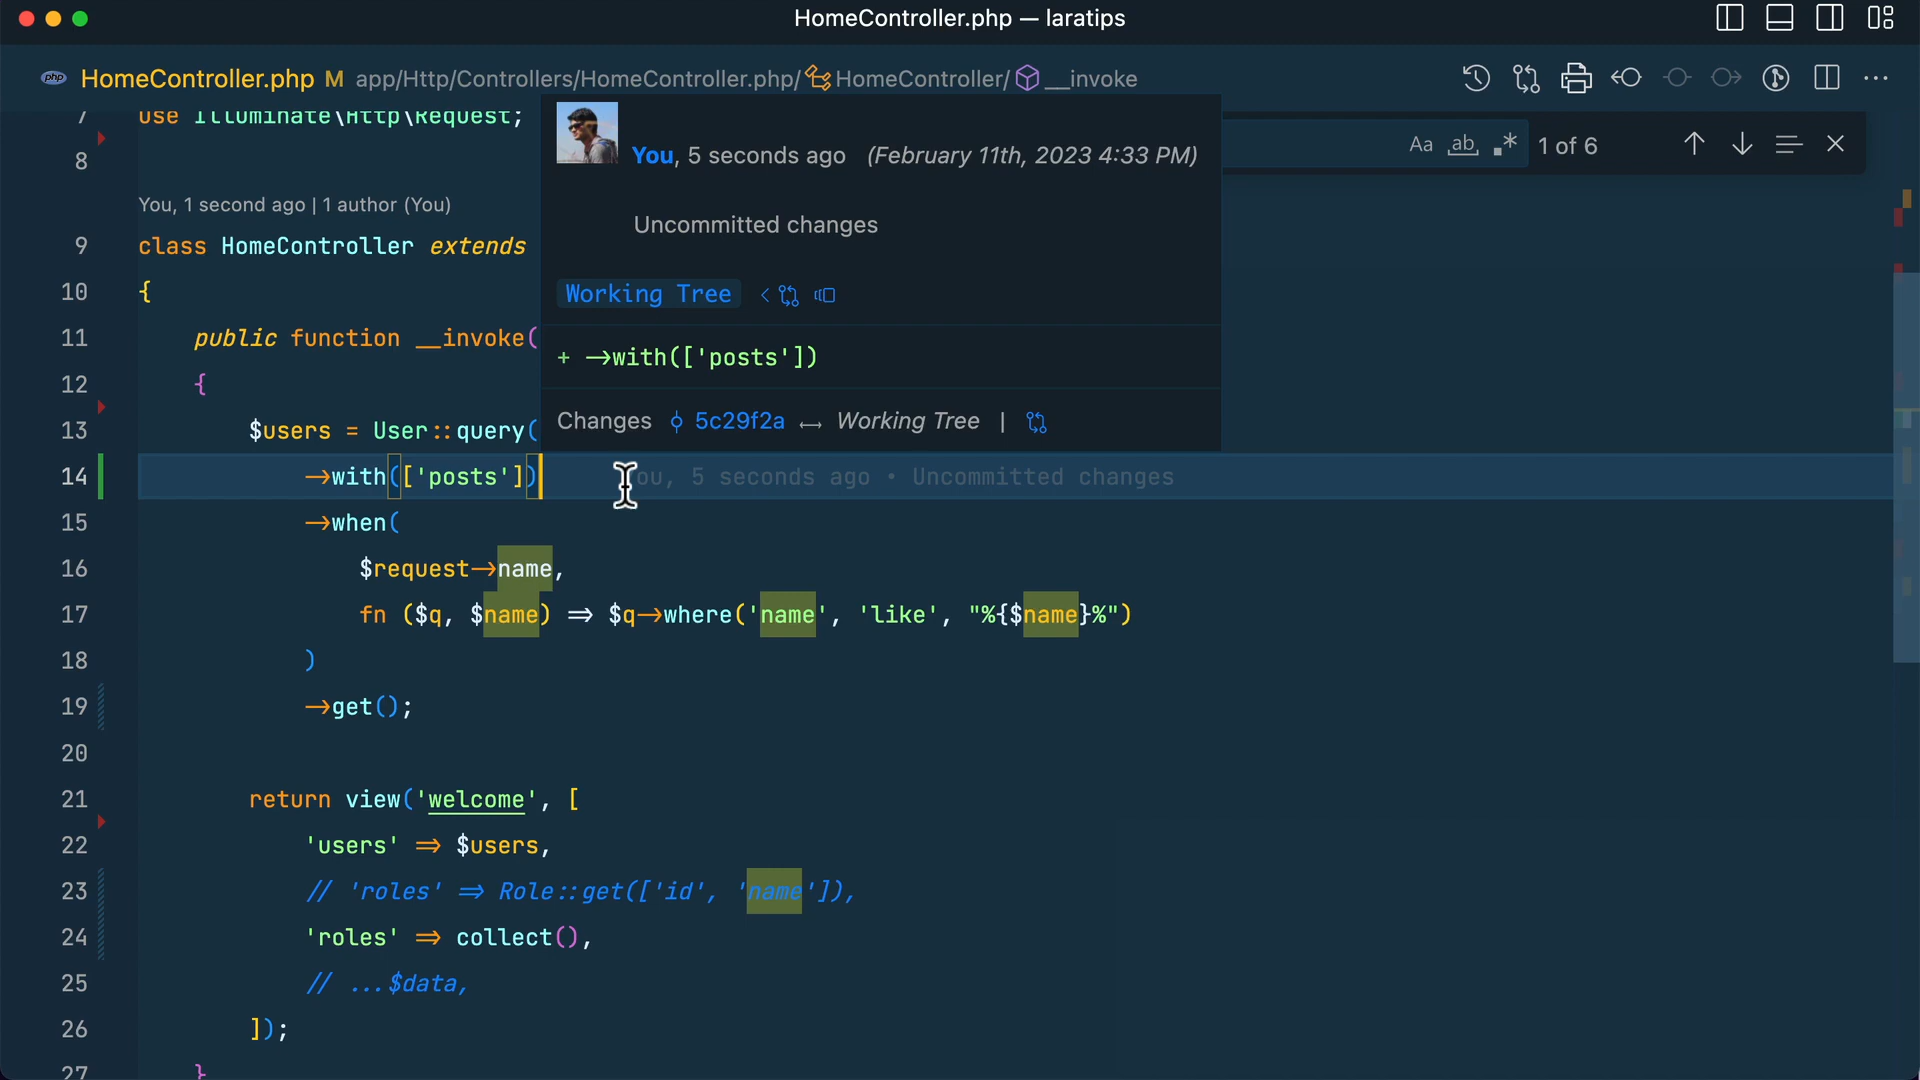 HomeController.php — laratips
php HomeController.php M app/Http/Controllers/HomeController.php/ HomeController/ __invoke
7 use Illuminate\Http\Request;
8
You, 5 seconds ago (February 11th, 2023 4:33 PM)
Aa ab .* 1 of 6
You, 1 second ago | 1 author (You)
Uncommitted changes
9 class HomeController extends
10 {
Working Tree <
11 public function __invoke(
+ ->with(['posts'])
12 {
Changes 5c29f2a ↔ Working Tree |
13 $users = User::query(
14 ->with(['posts']) ou, 5 seconds ago • Uncommitted changes
15 ->when(
16 $request->name,
17 fn ($q, $name) => $q->where('name', 'like', "%{$name}%")
18 )
19 ->get();
20
21 return view('welcome', [
22 'users' => $users,
23 // 'roles' => Role::get(['id', 'name']),
24 'roles' => collect(),
25 // ...$data,
26 ]);
27 }